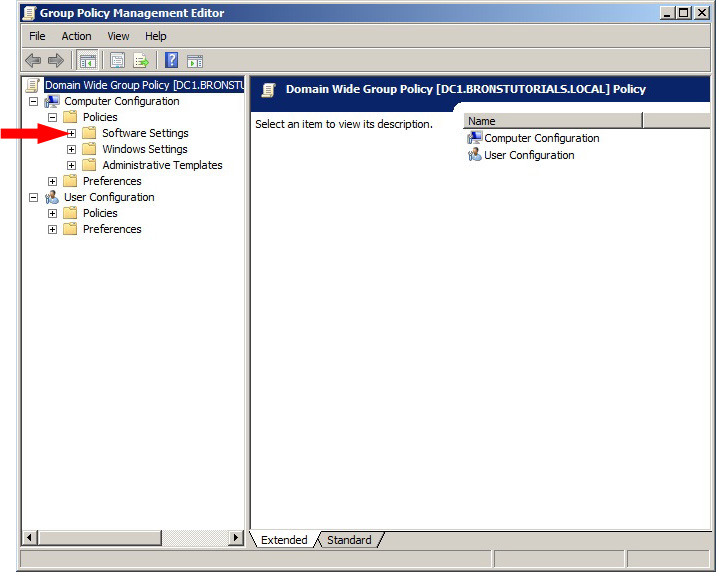 Group Policy Management Editor
File Action View Help
Domain Wide Group Policy [DC1.BRONSTU
Computer Configuration
Policies
Software Settings
Windows Settings
Administrative Templates
Preferences
User Configuration
Policies
Preferences
Domain Wide Group Policy [DC1.BRONSTUTORIALS.LOCAL] Policy
Select an item to view its description.
Name
Computer Configuration
User Configuration
Extended Standard